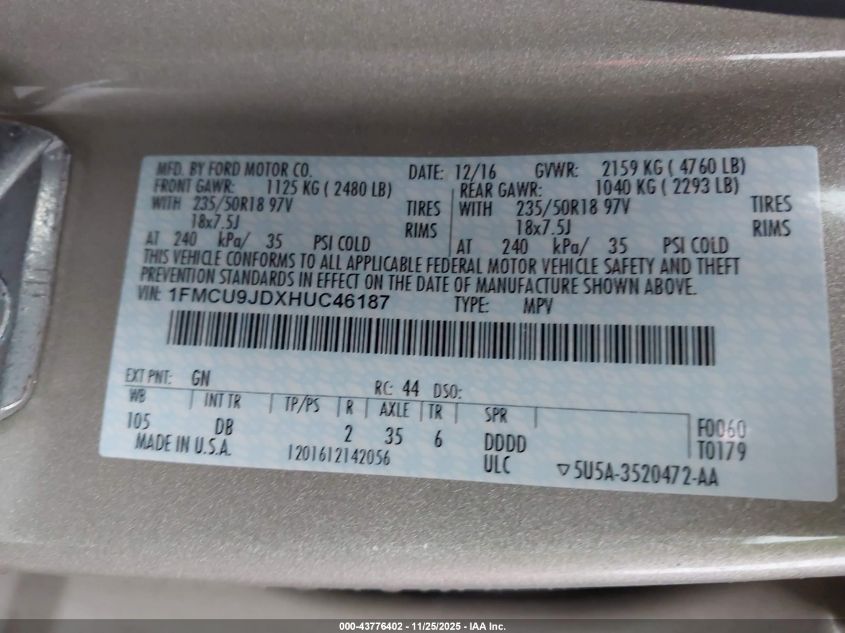 MFD. BY FORD MOTOR CO. DATE: 12/16 GVWR: 2159 KG ( 4760 LB)
FRONT GAWR: 1125 KG ( 2480 LB) REAR GAWR: 1040 KG ( 2293 LB)
WITH 235/50R18 97V TIRES WITH 235/50R18 97V TIRES
18x7.5J RIMS 18x7.5J RIMS
AT 240 kPa/ 35 PSI COLD AT 240 kPa/ 35 PSI COLD
THIS VEHICLE CONFORMS TO ALL APPLICABLE FEDERAL MOTOR VEHICLE SAFETY AND THEFT
PREVENTION STANDARDS IN EFFECT ON THE DATE OF MANUFACTURE SHOWN ABOVE.
VIN: 1FMCU9JDXHUC46187 TYPE: MPV
EXT PNT: GN RC: 44 DSO:
WB INT TR TP/PS R AXLE TR SPR
105 DB 2 35 6 DDDD F0060
MADE IN U.S.A. 1201612142056 ULC T0179
▽5U5A-3520472-AA
000-43776402 - 11/25/2025 - IAA Inc.